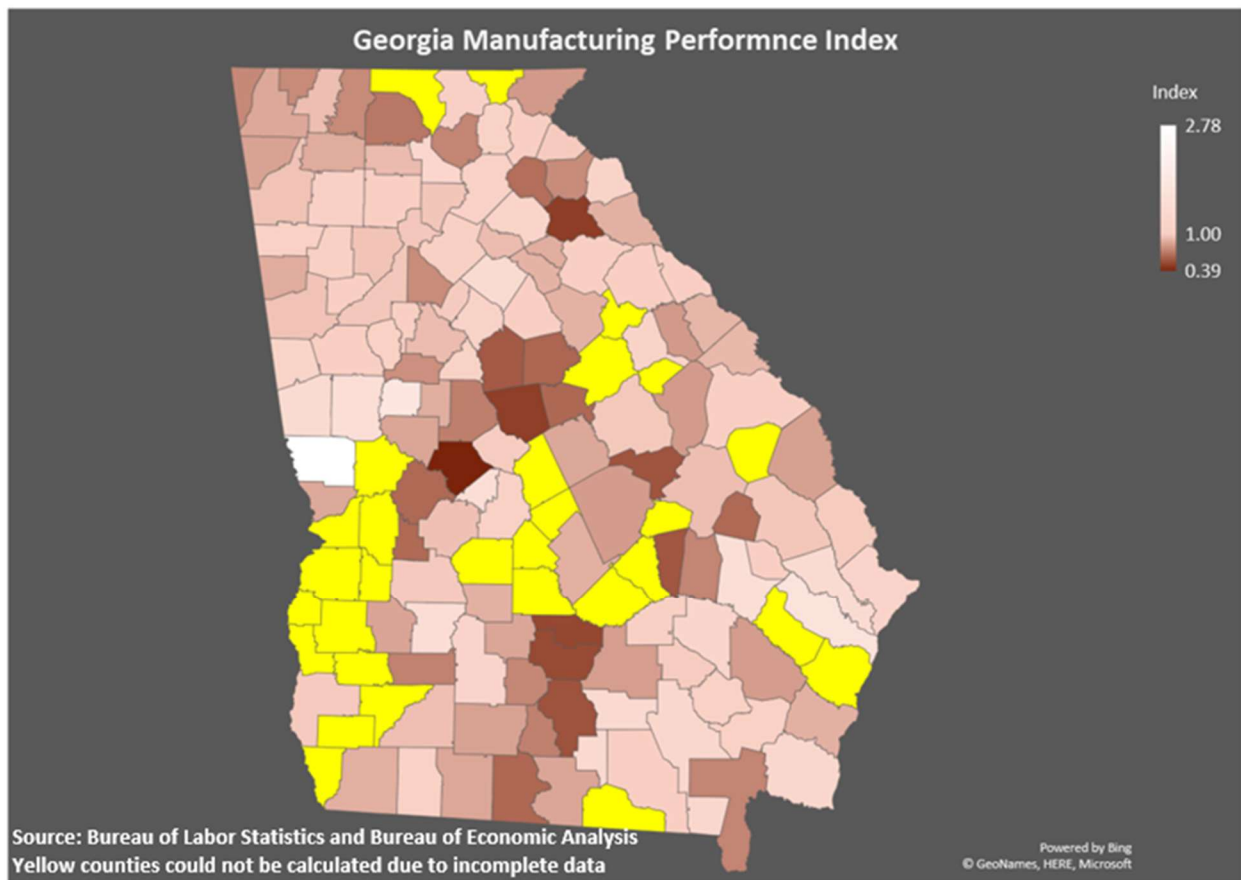 Georgia Manufacturing Performnce Index
Index
2.78
1.00
0.39
Source: Bureau of Labor Statistics and Bureau of Economic Analysis
Yellow counties could not be calculated due to incomplete data
Powered by Bing
© GeoNames, HERE, Microsoft